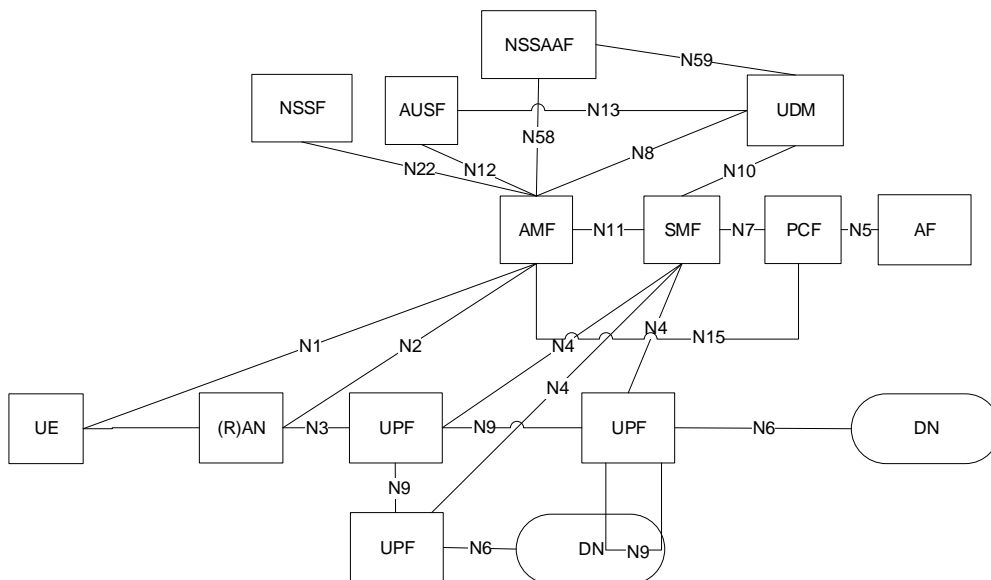 NSSAAF
N59
NSSF
AUSF
N13
UDM
N58
N8
N22
N12
N10
AMF
N11
SMF
N7
PCF
N5
AF
N1
N2
N4
N4
N15
N4
UE
(R)AN
N3
UPF
N9
UPF
N6
DN
N9
UPF
N6
DN
N9